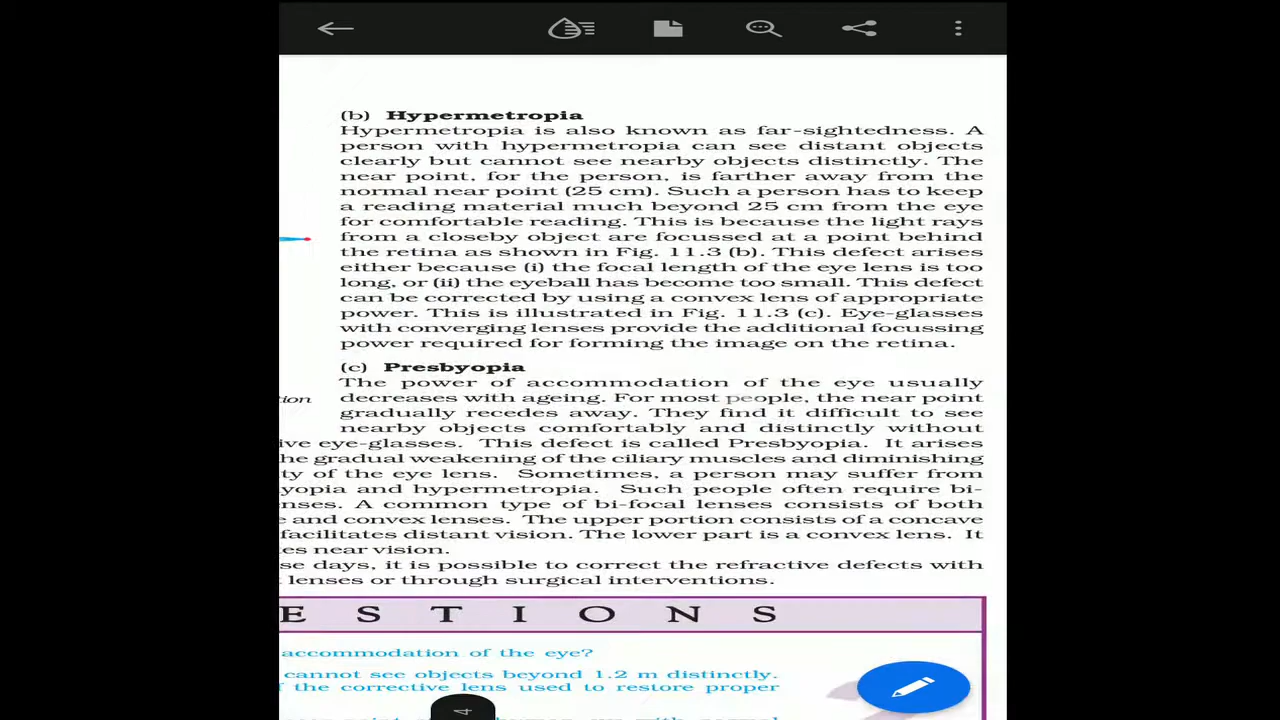 (b) Hypermetropia
Hypermetropia is also known as far-sightedness. A
person with hypermetropia can see distant objects
clearly but cannot see nearby objects distinctly. The
near point, for the person, is farther away from the
normal near point (25 cm). Such a person has to keep
a reading material much beyond 25 cm from the eye
for comfortable reading. This is because the light rays
from a closeby object are focussed at a point behind
the retina as shown in Fig. 11.3 (b). This defect arises
either because (i) the focal length of the eye lens is too
long, or (ii) the eyeball has become too small. This defect
can be corrected by using a convex lens of appropriate
power. This is illustrated in Fig. 11.3 (c). Eye-glasses
with converging lenses provide the additional focussing
power required for forming the image on the retina.
(c) Presbyopia
The power of accommodation of the eye usually
tion decreases with ageing. For most people, the near point
gradually recedes away. They find it difficult to see
nearby objects comfortably and distinctly without
ive eye-glasses. This defect is called Presbyopia. It arises
he gradual weakening of the ciliary muscles and diminishing
ty of the eye lens. Sometimes, a person may suffer from
yopia and hypermetropia. Such people often require bi-
enses. A common type of bi-focal lenses consists of both
e and convex lenses. The upper portion consists of a concave
facilitates distant vision. The lower part is a convex lens. It
es near vision.
se days, it is possible to correct the refractive defects with
t lenses or through surgical interventions.
E S T I O N S
accommodation of the eye?
cannot see objects beyond 1.2 m distinctly.
f the corrective lens used to restore proper
4